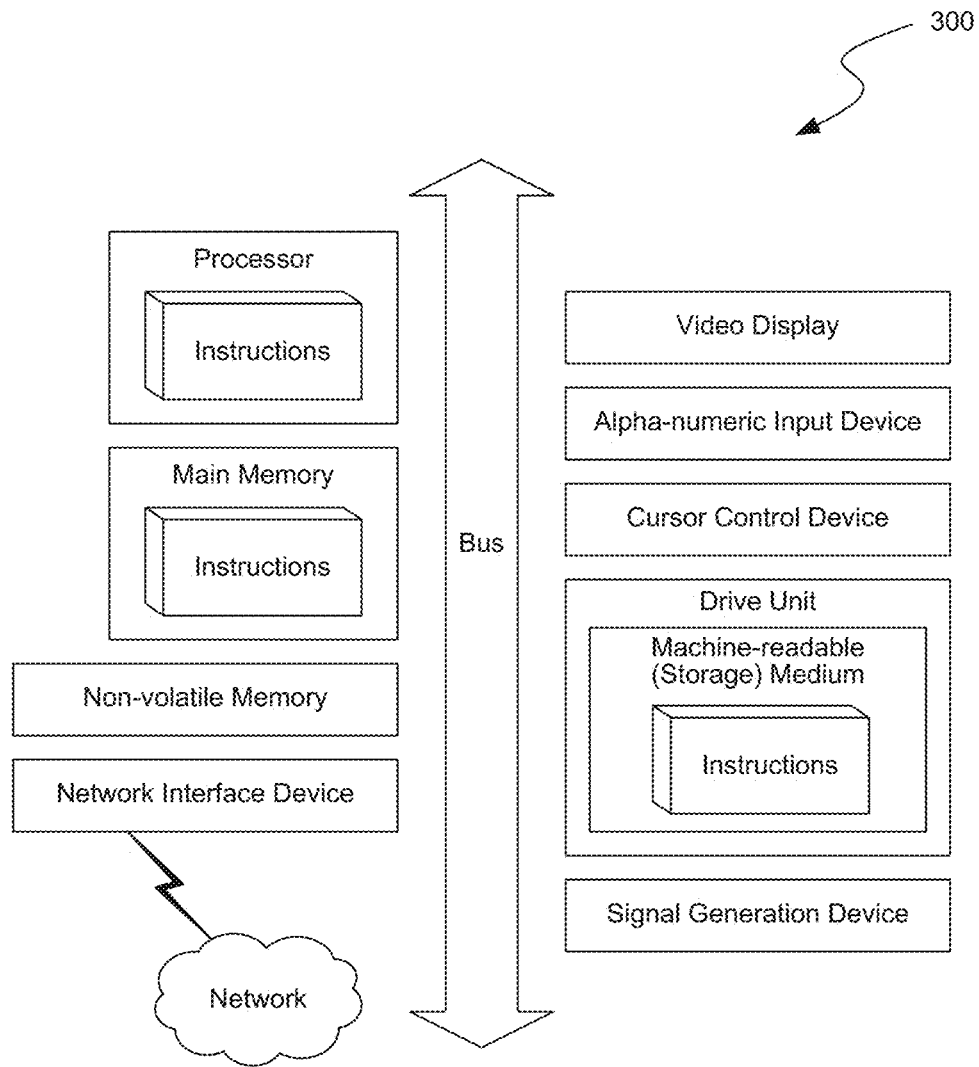 300
Processor
Instructions
Main Memory
Instructions
Non-volatile Memory
Network Interface Device
Network
Bus
Video Display
Alpha-numeric Input Device
Cursor Control Device
Drive Unit
Machine-readable
(Storage) Medium
Instructions
Signal Generation Device